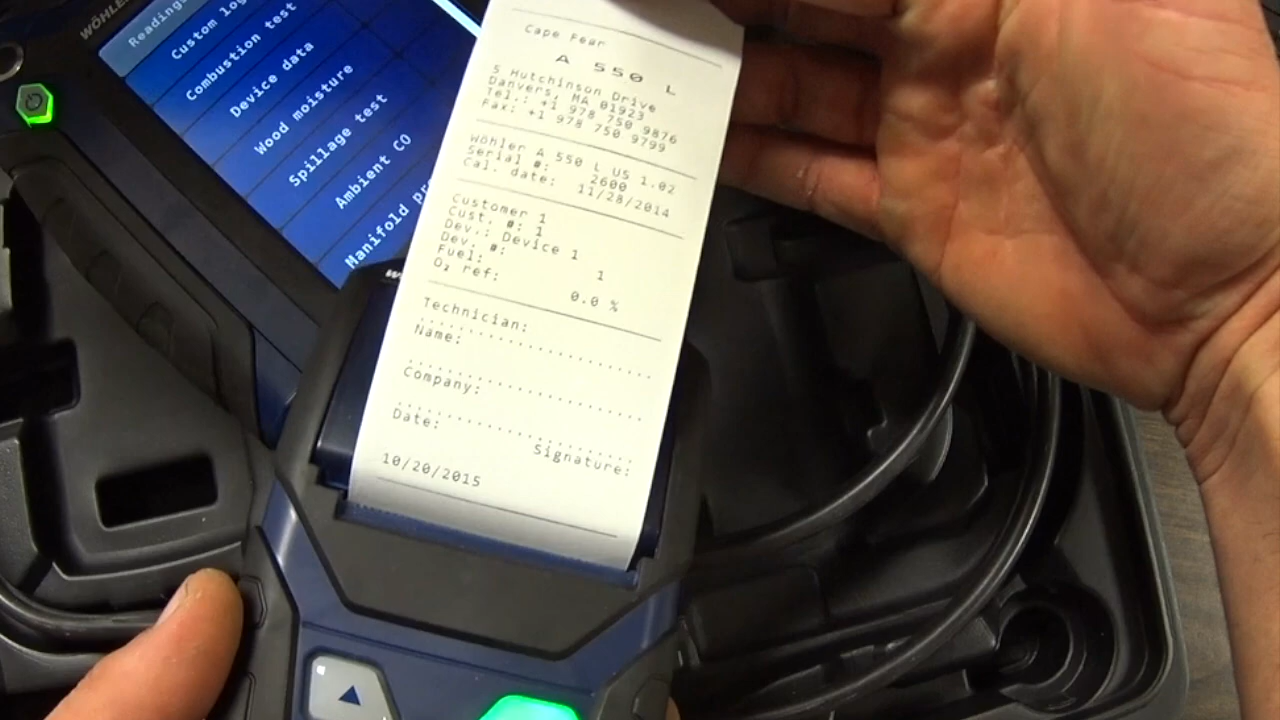 WÖHLER
Readings
Custom log
Combustion test
Device data
Wood moisture
Spillage test
Ambient CO
Manifold pr
Cape Fear
A 550 L
5 Hutchinson Drive
Danvers, MA 01923
Tel.: +1 978 750 9876
Fax: +1 978 750 9799
Wöhler A 550 L US 1.02
Serial #: 2600
Cal. date: 11/28/2014
Customer 1
Cust. #: 1
Dev.: Device 1
Dev. #: 1
Fuel:
O₂ ref: 0.0 %
Technician:
Name:
Company:
Date:
Signature:
10/20/2015